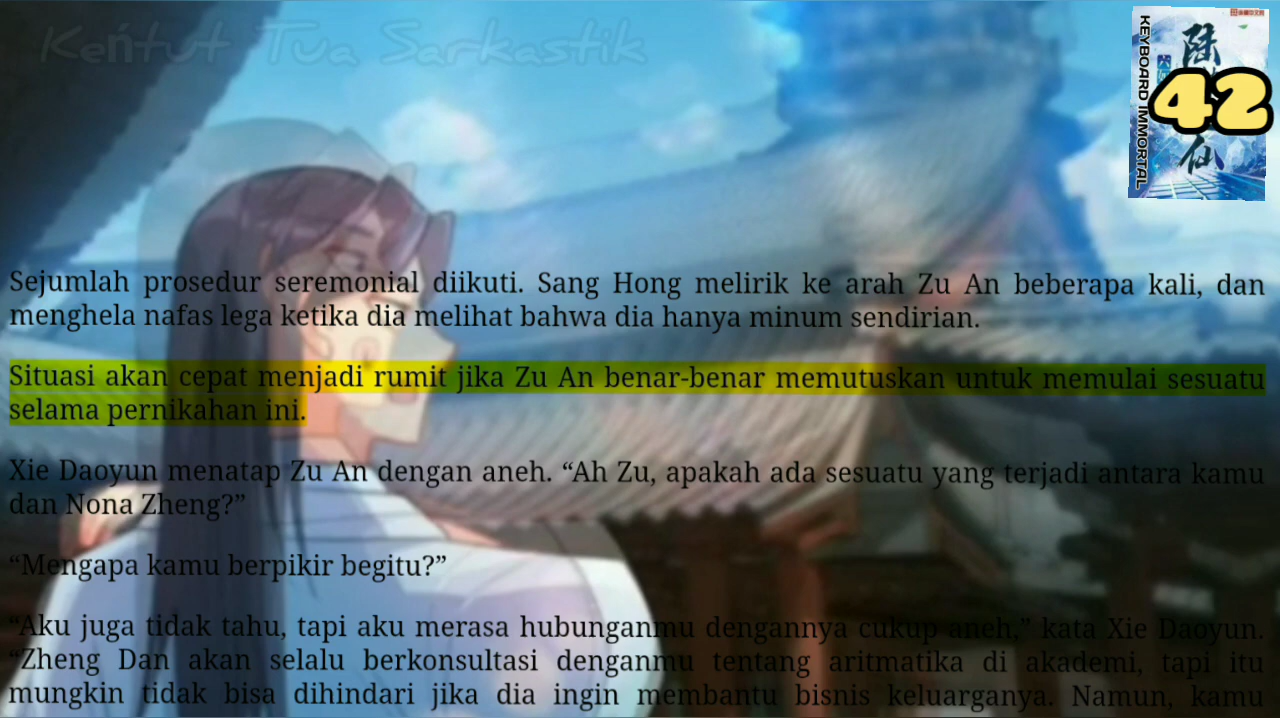 Keńtut Tua Sarkastik
KEYBOARD IMMORTAL
42
仙
Sejumlah prosedur seremonial diikuti. Sang Hong melirik ke arah Zu An beberapa kali, dan
menghela nafas lega ketika dia melihat bahwa dia hanya minum sendirian.
Situasi akan cepat menjadi rumit jika Zu An benar-benar memutuskan untuk memulai sesuatu
selama pernikahan ini.
Xie Daoyun menatap Zu An dengan aneh. “Ah Zu, apakah ada sesuatu yang terjadi antara kamu
dan Nona Zheng?”
“Mengapa kamu berpikir begitu?”
“Aku juga tidak tahu, tapi aku merasa hubunganmu dengannya cukup aneh,” kata Xie Daoyun.
“Zheng Dan akan selalu berkonsultasi denganmu tentang aritmatika di akademi, tapi itu
mungkin tidak bisa dihindari jika dia ingin membantu bisnis keluarganya. Namun, kamu